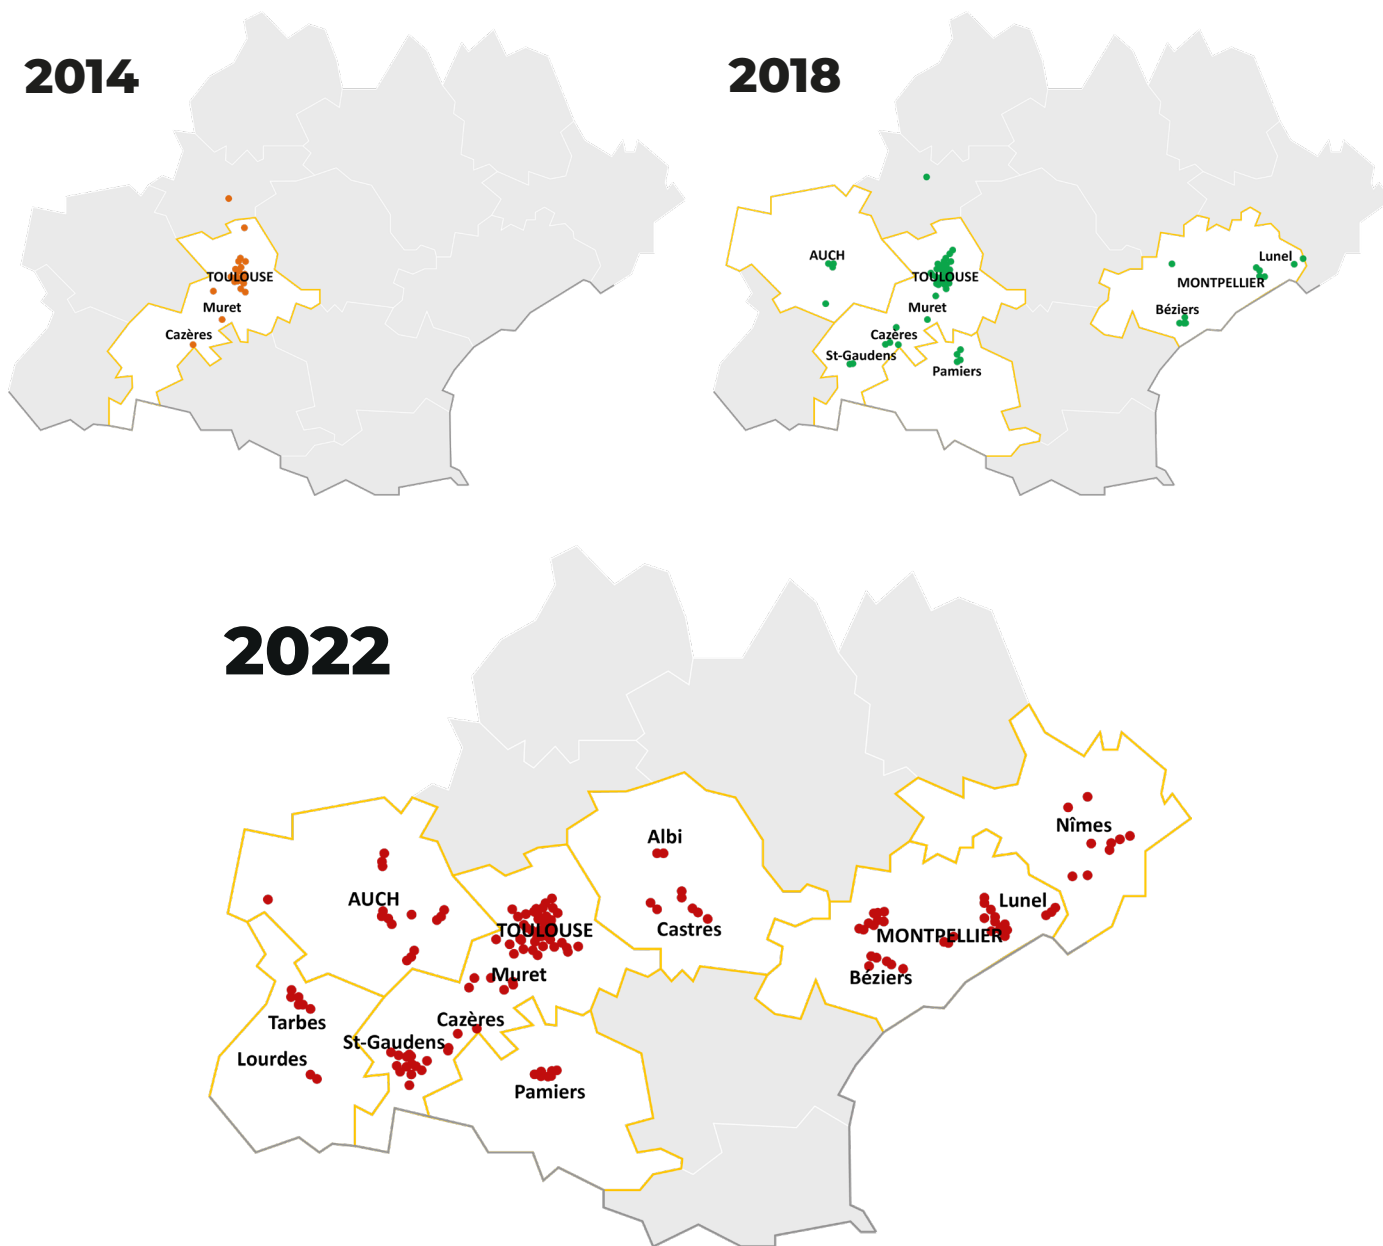 2014
TOULOUSE
Muret
Cazères
2018
AUCH
TOULOUSE
Muret
Cazères
St-Gaudens
Pamiers
Lunel
MONTPELLIER
Béziers
2022
Nîmes
Albi
AUCH
Lunel
TOULOUSE
Castres
MONTPELLIER
Muret
Béziers
Cazères
Tarbes
St-Gaudens
Lourdes
Pamiers